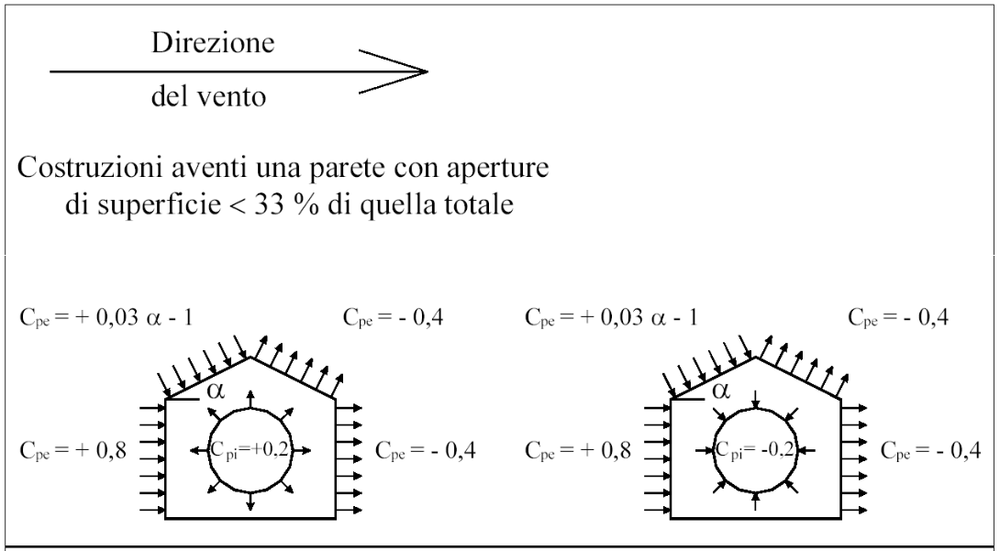 Direzione
del vento
Costruzioni aventi una parete con aperture
di superficie < 33 % di quella totale
Cpe = + 0,03 α - 1
Cpe = - 0,4
α
Cpe = + 0,8
Cpi=+0,2
Cpe = - 0,4
Cpe = + 0,03 α - 1
Cpe = - 0,4
α
Cpe = + 0,8
Cpi= -0,2
Cpe = - 0,4